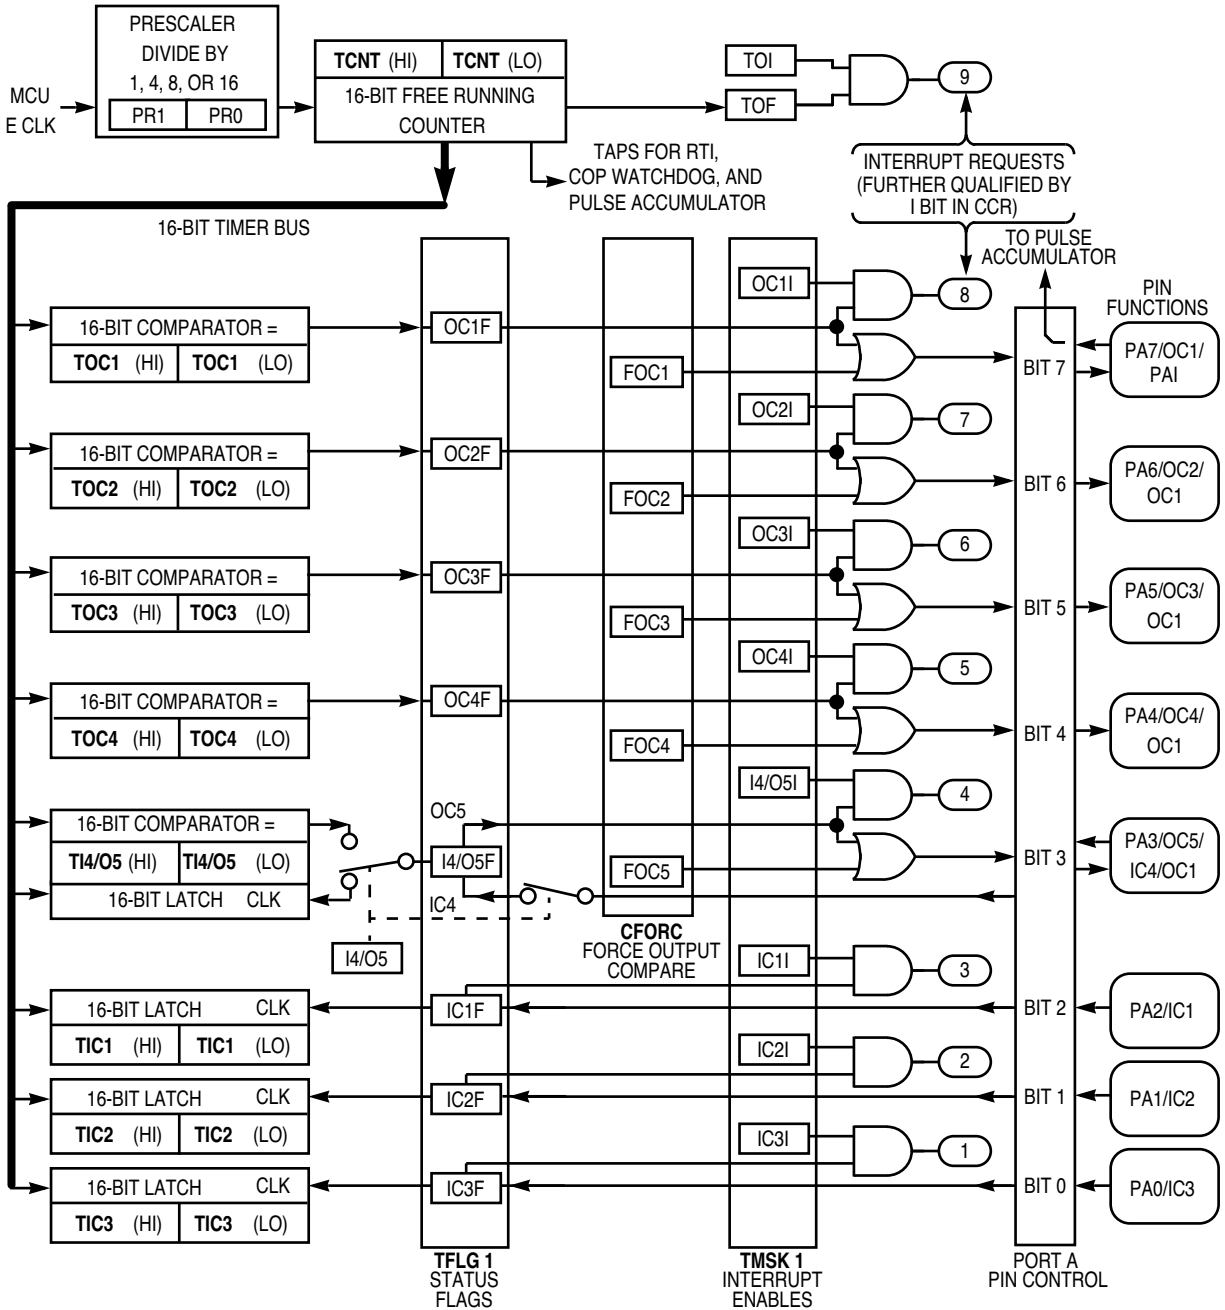 PRESCALER
DIVIDE BY
1, 4, 8, OR 16
PR1 PR0
MCU
E CLK
TCNT (HI) TCNT (LO)
16-BIT FREE RUNNING
COUNTER
TOI
TOF
9
TAPS FOR RTI,
COP WATCHDOG, AND
PULSE ACCUMULATOR
INTERRUPT REQUESTS
(FURTHER QUALIFIED BY
I BIT IN CCR)
16-BIT TIMER BUS
TO PULSE
ACCUMULATOR
PIN
FUNCTIONS
OC1I
8
16-BIT COMPARATOR =
TOC1 (HI) TOC1 (LO)
OC1F
FOC1
BIT 7
PA7/OC1/
PAI
OC2I
7
16-BIT COMPARATOR =
TOC2 (HI) TOC2 (LO)
OC2F
FOC2
BIT 6
PA6/OC2/
OC1
OC3I
6
16-BIT COMPARATOR =
TOC3 (HI) TOC3 (LO)
OC3F
FOC3
BIT 5
PA5/OC3/
OC1
OC4I
5
16-BIT COMPARATOR =
TOC4 (HI) TOC4 (LO)
OC4F
FOC4
BIT 4
PA4/OC4/
OC1
I4/O5I
4
16-BIT COMPARATOR =
TI4/O5 (HI) TI4/O5 (LO)
16-BIT LATCH CLK
OC5
I4/O5F
IC4
FOC5
BIT 3
PA3/OC5/
IC4/OC1
I4/O5
CFORC
FORCE OUTPUT
COMPARE
IC1I
3
16-BIT LATCH CLK
TIC1 (HI) TIC1 (LO)
IC1F
BIT 2
PA2/IC1
IC2I
2
16-BIT LATCH CLK
TIC2 (HI) TIC2 (LO)
IC2F
BIT 1
PA1/IC2
IC3I
1
16-BIT LATCH CLK
TIC3 (HI) TIC3 (LO)
IC3F
BIT 0
PA0/IC3
TFLG 1
STATUS
FLAGS
TMSK 1
INTERRUPT
ENABLES
PORT A
PIN CONTROL